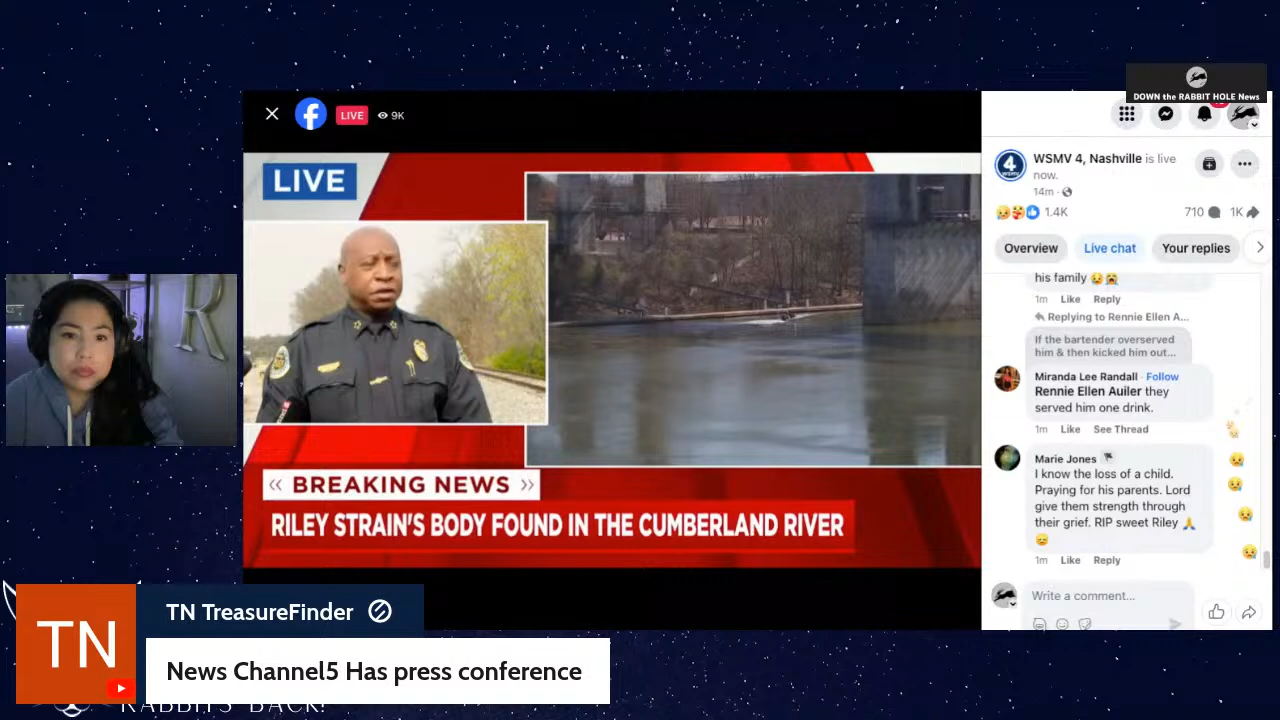 DOWN the RABBIT HOLE News
LIVE
9K
LIVE
WSMV 4, Nashville is live
now.
14m
1.4K
710
1K
Overview
Live chat
Your replies
his family
1m Like Reply
Replying to Rennie Ellen A...
If the bartender overserved
him & then kicked him out...
Miranda Lee Randall · Follow
Rennie Ellen Auiler they
served him one drink.
1m Like See Thread
Marie Jones
I know the loss of a child.
Praying for his parents. Lord
give them strength through
their grief. RIP sweet Riley
1m Like Reply
Write a comment...
R
« BREAKING NEWS »
RILEY STRAIN'S BODY FOUND IN THE CUMBERLAND RIVER
TN
TN TreasureFinder
News Channel5 Has press conference
RABBITS BACK!